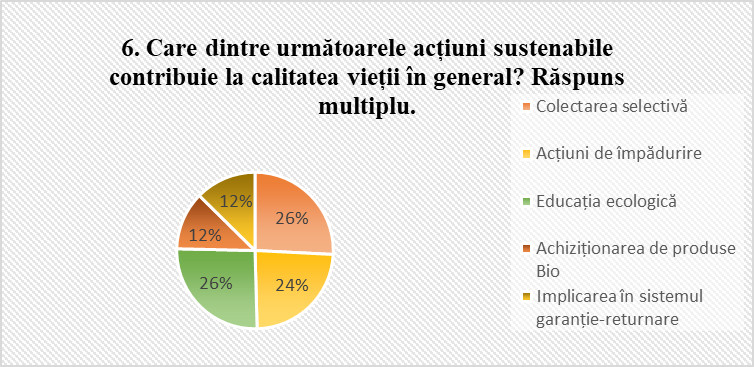 6. Care dintre următoarele acțiuni sustenabile
contribuie la calitatea vieții în general? Răspuns
multiplu.
Colectarea selectivă
Acțiuni de împădurire
Educația ecologică
Achiziționarea de produse
Bio
Implicarea în sistemul
garanție-returnare
26%
24%
26%
12%
12%